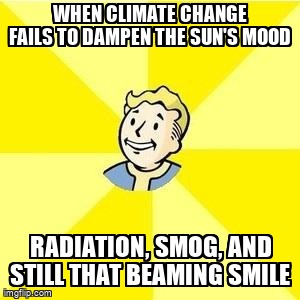 WHEN CLIMATE CHANGE
FAILS TO DAMPEN THE SUN'S MOOD
RADIATION, SMOG, AND
STILL THAT BEAMING SMILE
imgflip.com